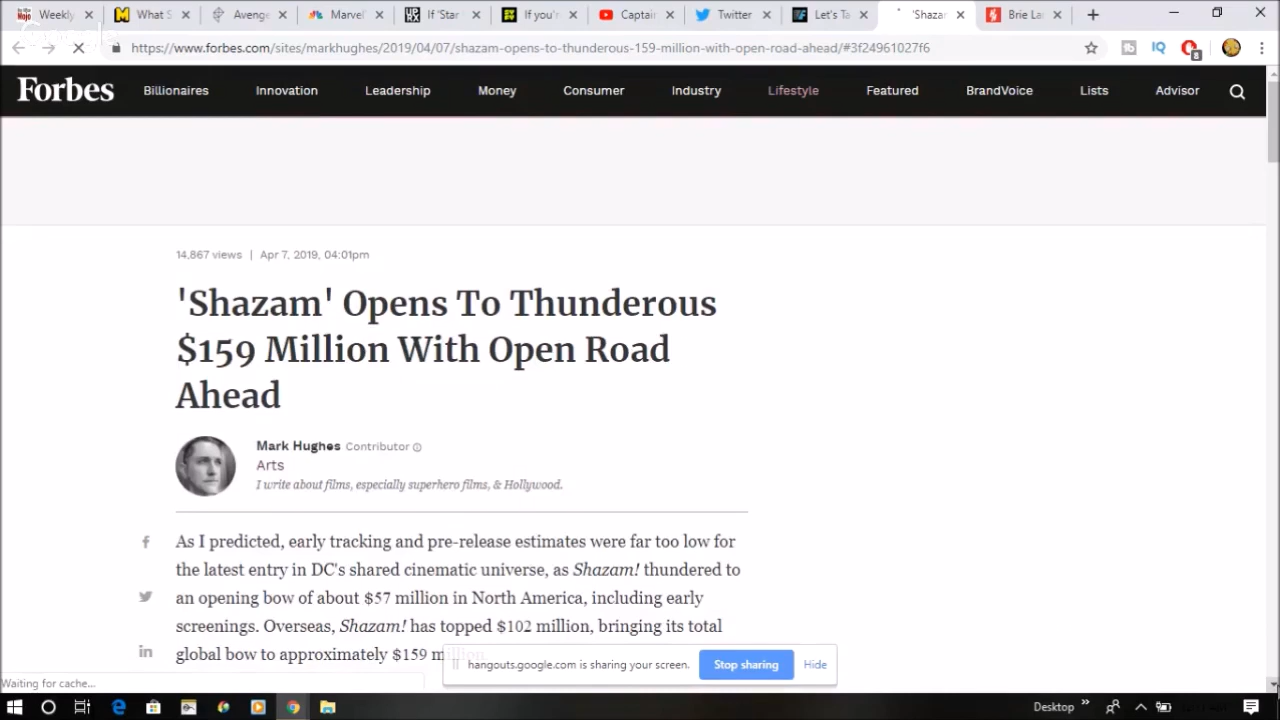 Weekly
What S
Avenge
Marvel'
If 'Star
If you're
Captain
Twitter
Let's Ta
'Shazar
Brie Lar
https://www.forbes.com/sites/markhughes/2019/04/07/shazam-opens-to-thunderous-159-million-with-open-road-ahead/#3f24961027f6
IQ
8
Forbes
Billionaires
Innovation
Leadership
Money
Consumer
Industry
Lifestyle
Featured
BrandVoice
Lists
Advisor
14,867 views | Apr 7, 2019, 04:01pm
'Shazam' Opens To Thunderous
$159 Million With Open Road
Ahead
Mark Hughes Contributor
Arts
I write about films, especially superhero films, & Hollywood.
As I predicted, early tracking and pre-release estimates were far too low for
the latest entry in DC's shared cinematic universe, as Shazam! thundered to
an opening bow of about $57 million in North America, including early
screenings. Overseas, Shazam! has topped $102 million, bringing its total
global bow to approximately $159 million
hangouts.google.com is sharing your screen.
Stop sharing
Hide
Waiting for cache...
Desktop